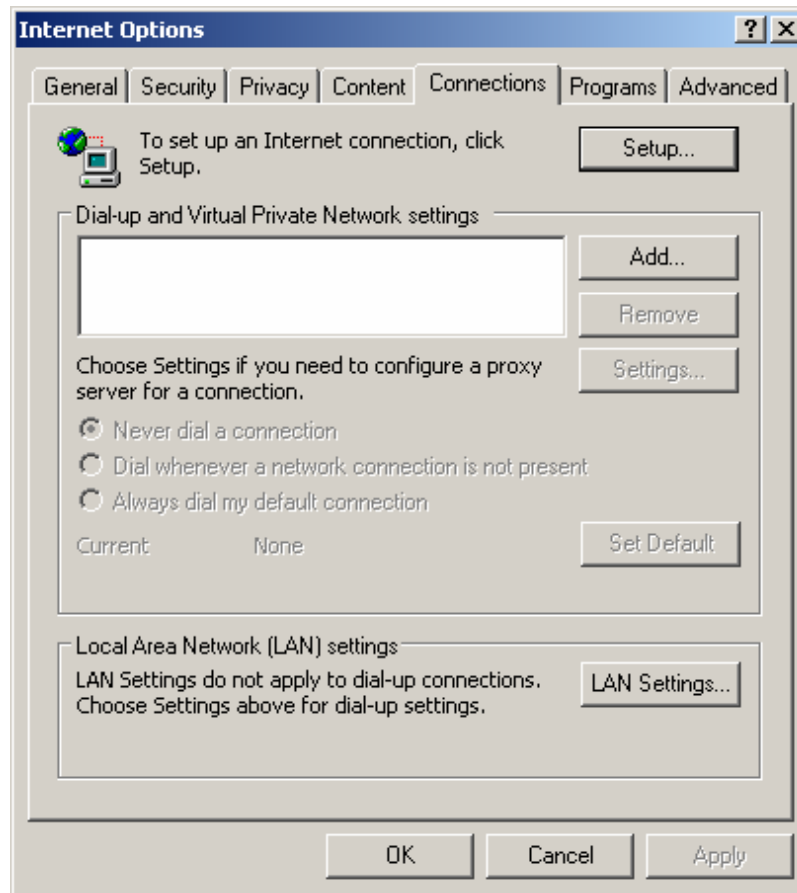 Internet Options
General Security Privacy Content Connections Programs Advanced
To set up an Internet connection, click
Setup.
Setup...
Dial-up and Virtual Private Network settings
Add...
Remove
Choose Settings if you need to configure a proxy
server for a connection.
Settings...
Never dial a connection
Dial whenever a network connection is not present
Always dial my default connection
Current None
Set Default
Local Area Network (LAN) settings
LAN Settings do not apply to dial-up connections.
Choose Settings above for dial-up settings.
LAN Settings...
OK Cancel Apply